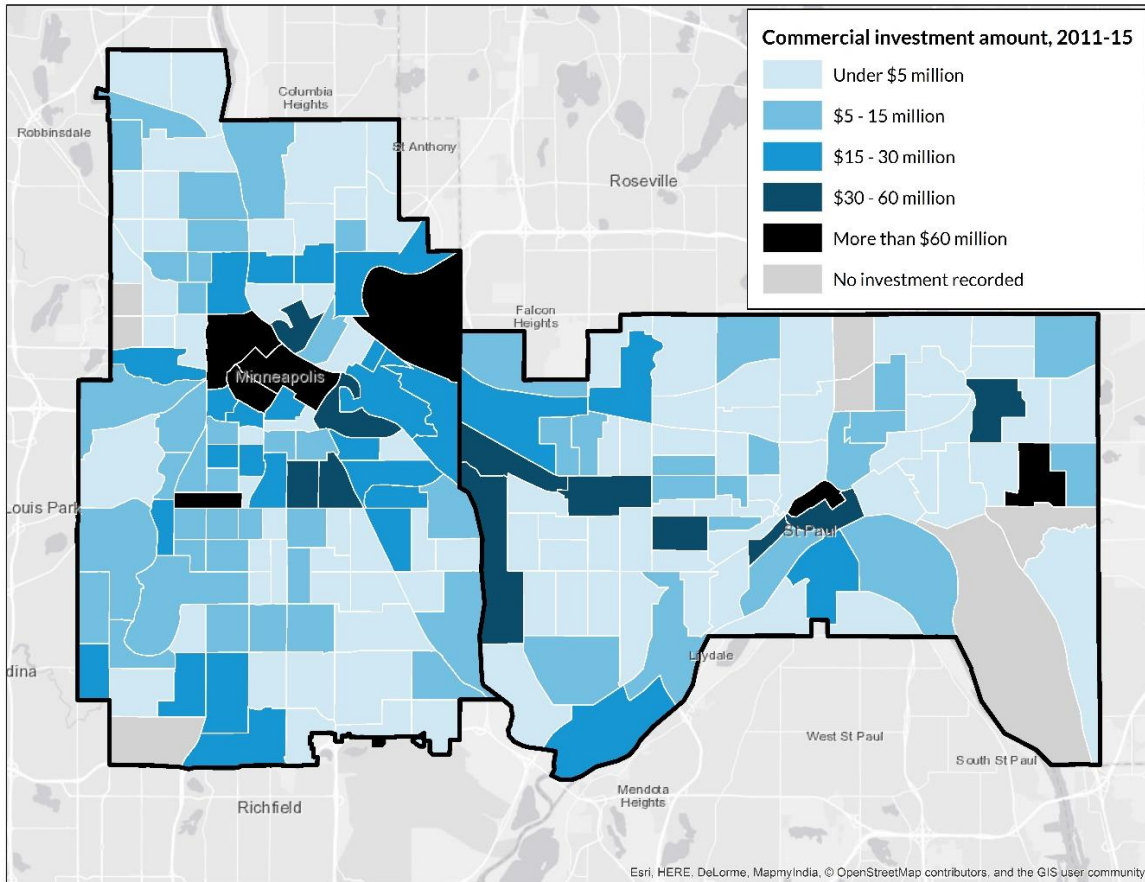 Commercial investment amount, 2011-15
Under $5 million
$5 - 15 million
$15 - 30 million
$30 - 60 million
More than $60 million
No investment recorded
Columbia
Heights
Robbinsdale
St Anthony
Roseville
Falcon
Heights
Minneapolis
Louis Park
St Paul
Lilydale
dina
West St Paul
South St Paul
Mendota
Heights
Richfield
Esri, HERE, DeLorme, MapmyIndia, © OpenStreetMap contributors, and the GIS user community